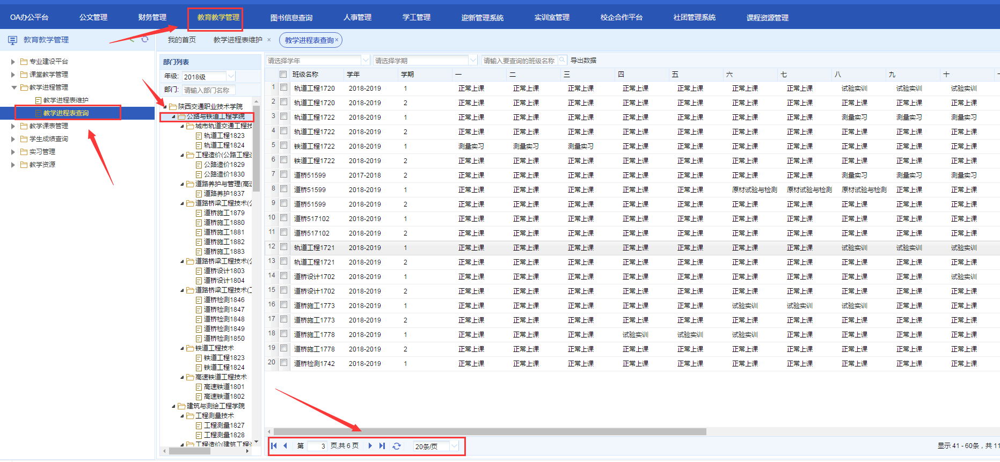 OA办公平台 公文管理 财务管理 教育教学管理 图书信息查询 人事管理 学工管理 迎新管理系统 实训室管理 校企合作平台 社团管理系统 课程资源管理
教育教学管理
我的首页 教学进程表维护 × 教学进程表查询 ×
专业建设平台
课堂教学管理
教学进程管理
教学进程表维护
教学进程表查询
教学课表管理
学生成绩查询
实习管理
教学资源
部门列表
年级: 2018级
部门: 请输入部门名称
陕西交通职业技术学院
公路与铁道工程学院
城市轨道交通工程技
轨道工程1823
轨道工程1824
工程造价(公路工程造
公路造价1829
公路造价1830
道路养护与管理(高速
道路养护1837
道路桥梁工程技术(公
道桥施工1879
道桥施工1880
道桥施工1881
道桥施工1882
道桥施工1883
道路桥梁工程技术(公
道桥设计1803
道桥设计1804
道路桥梁工程技术(工
道桥检测1846
道桥检测1847
道桥检测1848
道桥检测1849
道桥检测1850
铁道工程技术
铁道工程1823
铁道工程1824
高速铁道工程技术
高速铁道1801
高速铁道1802
建筑与测绘工程学院
工程测量技术
工程测量1827
工程测量1828
工程造价(建筑工程造
请选择学年 请选择学期 请输入要查询的班级名称 导出数据
班级名称 学年 学期 一 二 三 四 五 六 七 八 九 十
1 轨道工程1720 2018-2019 1 正常上课 正常上课 正常上课 正常上课 正常上课 正常上课 正常上课 试验实训 试验实训 试验实训
2 轨道工程1720 2018-2019 2 正常上课 正常上课 正常上课 正常上课 正常上课 正常上课 正常上课 正常上课 正常上课 正常上课
3 轨道工程1722 2018-2019 1 正常上课 正常上课 正常上课 正常上课 正常上课 正常上课 正常上课 测量实习 测量实习 测量实习
4 轨道工程1722 2018-2019 2 正常上课 正常上课 正常上课 正常上课 正常上课 正常上课 正常上课 正常上课 正常上课 正常上课
5 铁道工程1722 2018-2019 1 测量实习 测量实习 测量实习 正常上课 正常上课 正常上课 正常上课 正常上课 正常上课 正常上课
6 铁道工程1722 2018-2019 2 正常上课 正常上课 正常上课 正常上课 正常上课 正常上课 正常上课 正常上课 正常上课 正常上课
7 道桥51599 2017-2018 2 正常上课 正常上课 正常上课 正常上课 正常上课 正常上课 正常上课 测量实习 测量实习 测量实习
8 道桥51599 2018-2019 1 正常上课 正常上课 正常上课 正常上课 正常上课 原材试验与检测 原材试验与检测 原材试验与检测 正常上课 正常上课
9 道桥51599 2018-2019 2 正常上课 正常上课 正常上课 正常上课 正常上课 正常上课 正常上课 正常上课 正常上课 正常上课
10 道桥517102 2018-2019 1 正常上课 正常上课 正常上课 正常上课 正常上课 正常上课 正常上课 正常上课 正常上课 正常上课
11 道桥517102 2018-2019 2 正常上课 正常上课 正常上课 正常上课 正常上课 正常上课 正常上课 正常上课 正常上课 正常上课
12 轨道工程1721 2018-2019 1 正常上课 正常上课 正常上课 正常上课 正常上课 正常上课 正常上课 试验实训 试验实训 试验实训
13 轨道工程1721 2018-2019 2 正常上课 正常上课 正常上课 正常上课 正常上课 正常上课 正常上课 正常上课 正常上课 正常上课
14 道桥设计1702 2018-2019 1 正常上课 正常上课 正常上课 正常上课 正常上课 正常上课 正常上课 正常上课 正常上课 试验实训
15 道桥设计1702 2018-2019 2 正常上课 正常上课 正常上课 正常上课 正常上课 正常上课 正常上课 正常上课 正常上课 正常上课
16 道桥施工1773 2018-2019 1 正常上课 正常上课 正常上课 正常上课 正常上课 试验实训 试验实训 试验实训 正常上课 正常上课
17 道桥施工1773 2018-2019 2 正常上课 正常上课 正常上课 正常上课 正常上课 正常上课 正常上课 正常上课 正常上课 正常上课
18 道桥施工1778 2018-2019 1 正常上课 正常上课 正常上课 试验实训 试验实训 试验实训 正常上课 正常上课 正常上课 正常上课
19 道桥施工1778 2018-2019 2 正常上课 正常上课 正常上课 正常上课 正常上课 正常上课 正常上课 正常上课 正常上课 正常上课
20 道桥检测1742 2018-2019 1 正常上课 正常上课 正常上课 正常上课 正常上课 正常上课 正常上课 正常上课 正常上课 正常上课
第 3 页,共6页 20条/页 显示 41 - 60条，共 11